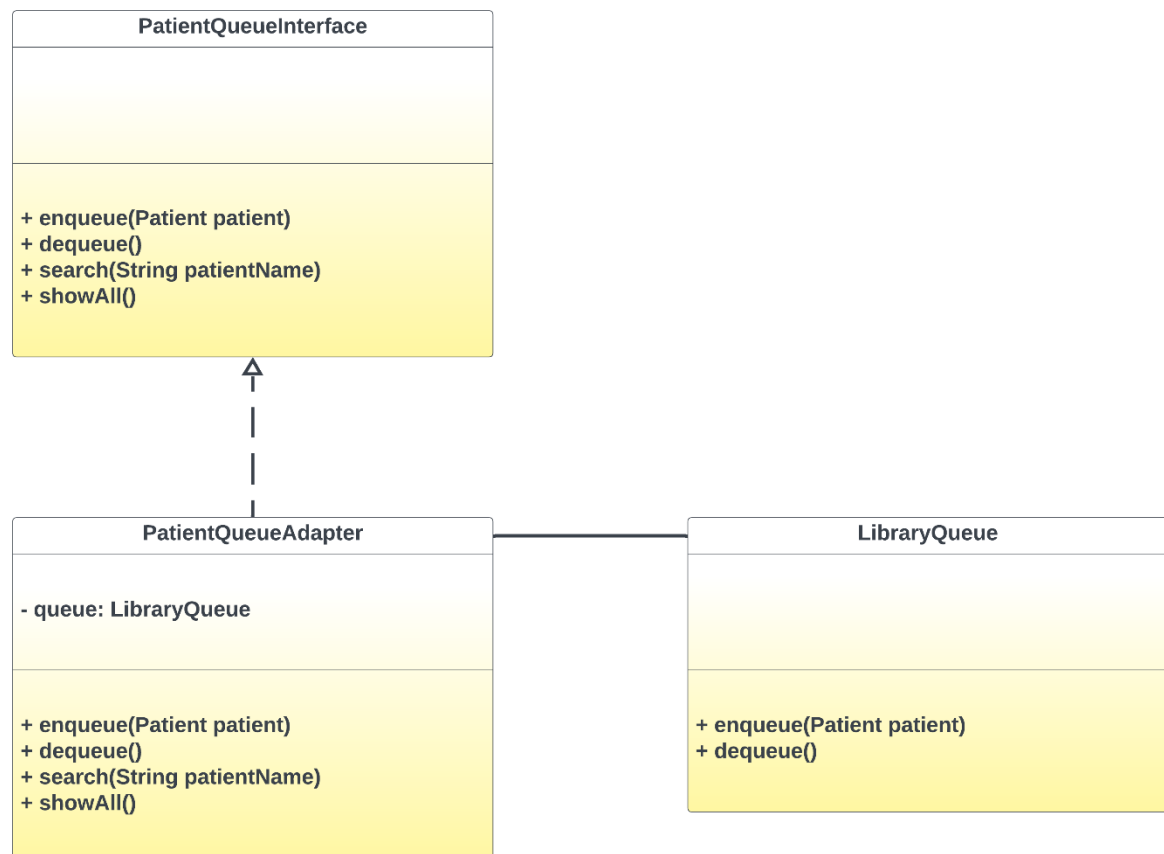 PatientQueueInterface
+ enqueue(Patient patient)
+ dequeue()
+ search(String patientName)
+ showAll()
PatientQueueAdapter
- queue: LibraryQueue
+ enqueue(Patient patient)
+ dequeue()
+ search(String patientName)
+ showAll()
LibraryQueue
+ enqueue(Patient patient)
+ dequeue()